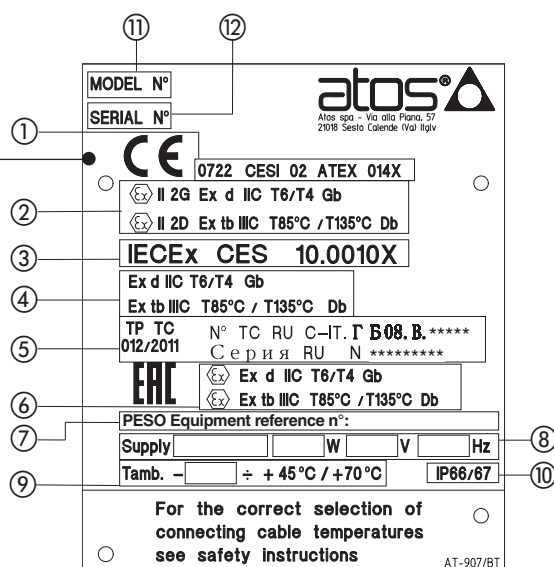 ⑪ ⑫
MODEL N°
SERIAL N°
atos®
Atos spa - Via alla Piana, 57
21018 Sesto Calende (Va) Italy
①
CE
0722 CESI 02 ATEX 014X
②
Ex II 2G Ex d IIC T6/T4 Gb
Ex II 2D Ex tb IIIC T85°C /T135°C Db
③
IECEx CES 10.0010X
④
Ex d IIC T6/T4 Gb
Ex tb IIIC T85°C / T135°C Db
⑤
TP TC N° TC RU C-IT. Г Б 08. В. *****
012/2011 Серия RU N *********
EAC
⑥
Ex Ex d IIC T6/T4 Gb
Ex Ex tb IIIC T85°C /T135°C Db
⑦
PESO Equipment reference n°:
Supply W V Hz ⑧
⑨ Tamb. - ÷ + 45°C / +70°C IP66/67 ⑩
For the correct selection of
connecting cable temperatures
see safety instructions
AT-907/BT